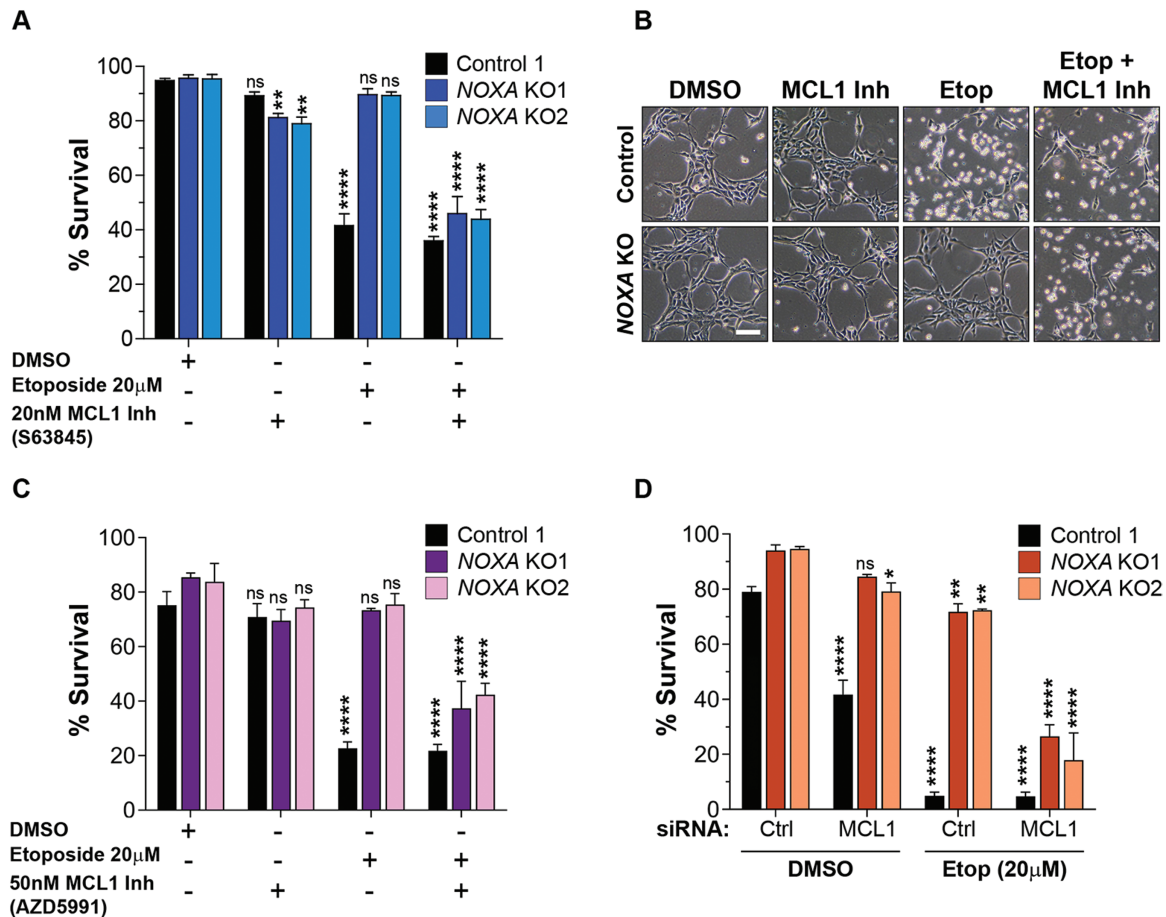 A
Control 1
NOXA KO1
NOXA KO2
% Survival
100
80
60
40
20
0
ns
**
**
****
ns
ns
****
****
****
DMSO + - - -
Etoposide 20μM - - + +
20nM MCL1 Inh - + - +
(S63845)
B
DMSO
MCL1 Inh
Etop
Etop +
MCL1 Inh
Control
NOXA KO
C
Control 1
NOXA KO1
NOXA KO2
% Survival
100
80
60
40
20
0
ns
ns
ns
****
ns
ns
****
****
****
DMSO + - - -
Etoposide 20μM - - + +
50nM MCL1 Inh - + - +
(AZD5991)
D
Control 1
NOXA KO1
NOXA KO2
% Survival
100
80
60
40
20
0
****
ns
*
****
**
**
****
****
****
siRNA: Ctrl MCL1 Ctrl MCL1
DMSO Etop (20μM)